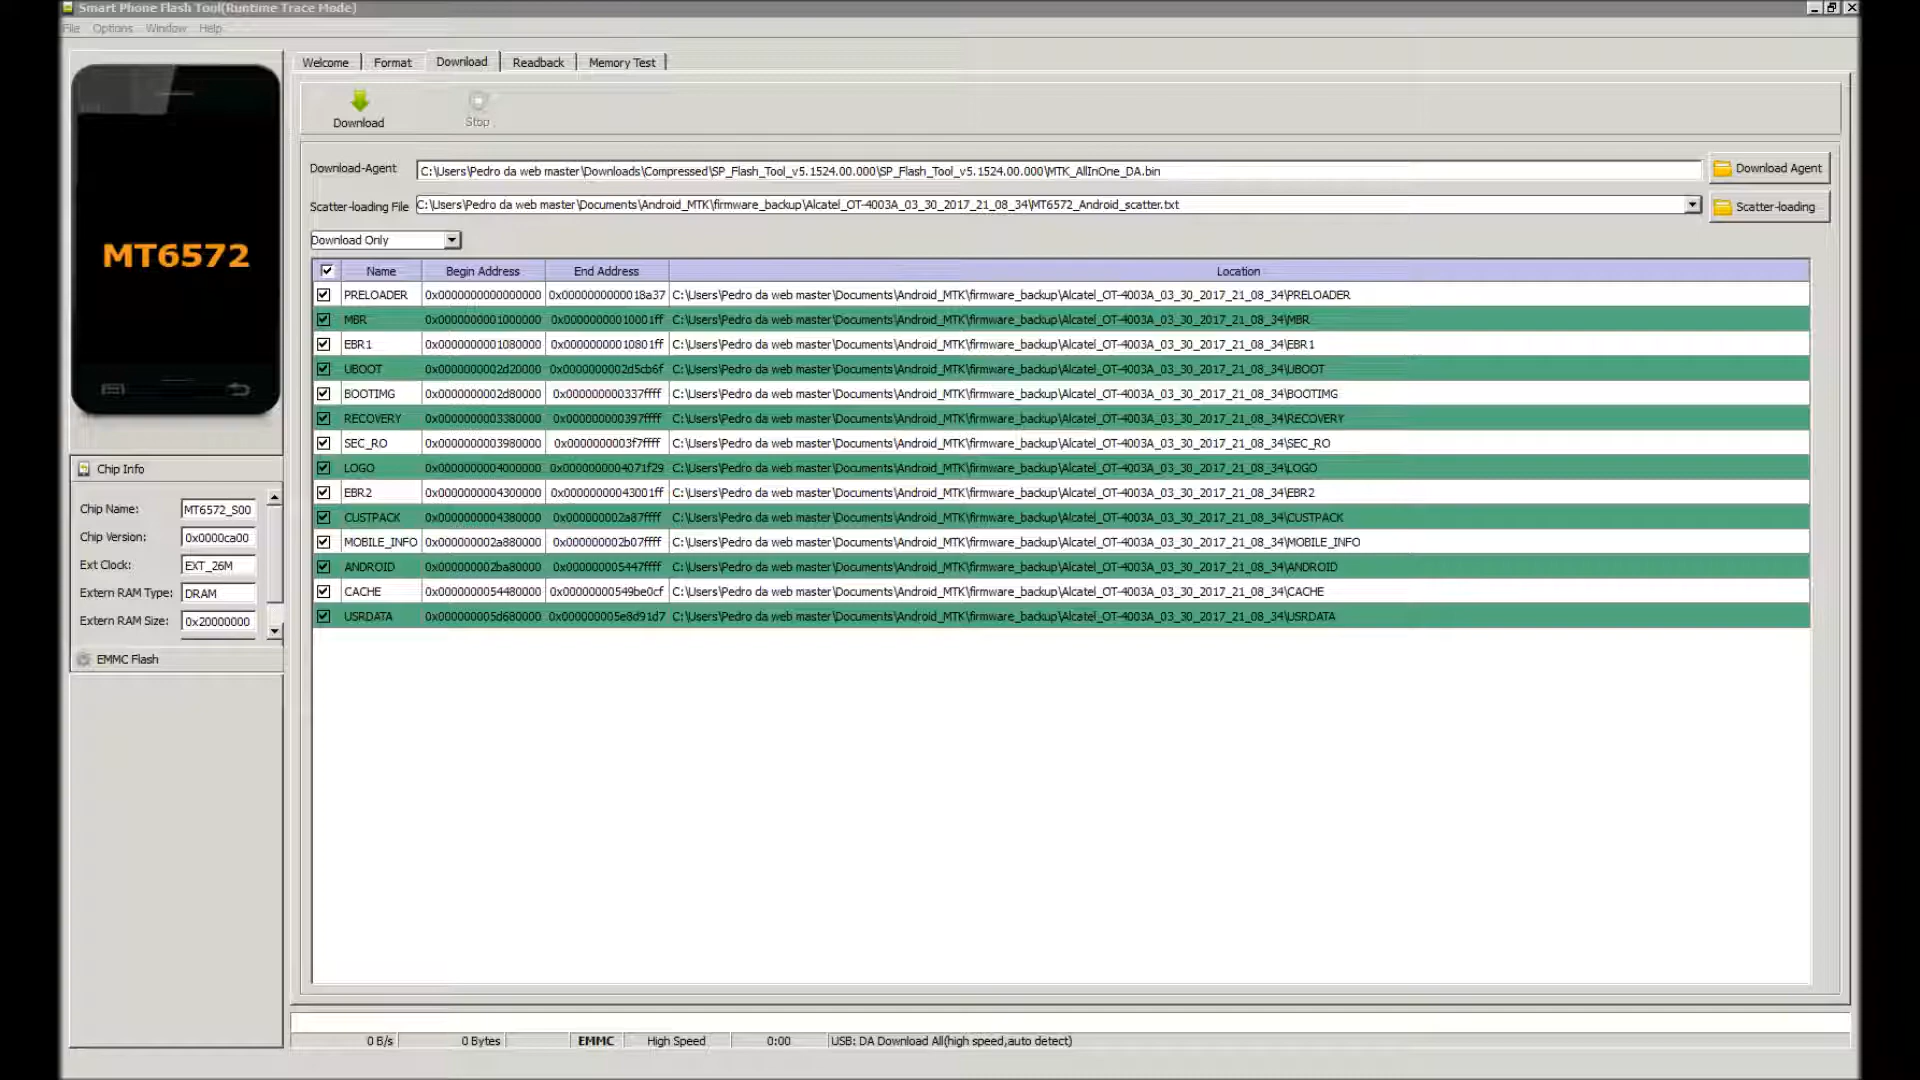 Smart Phone Flash Tool(Runtime Trace Mode)
File Options Window Help
Welcome Format Download Readback Memory Test
Download Stop
Download-Agent C:\Users\Pedro da web master\Downloads\Compressed\SP_Flash_Tool_v5.1524.00.000\SP_Flash_Tool_v5.1524.00.000\MTK_AllInOne_DA.bin Download Agent
Scatter-loading File C:\Users\Pedro da web master\Documents\Android_MTK\firmware_backup\Alcatel_OT-4003A_03_30_2017_21_08_34\MT6572_Android_scatter.txt Scatter-loading
Download Only
MT6572
Name Begin Address End Address Location
PRELOADER 0x0000000000000000 0x0000000000018a37 C:\Users\Pedro da web master\Documents\Android_MTK\firmware_backup\Alcatel_OT-4003A_03_30_2017_21_08_34\PRELOADER
MBR 0x0000000001000000 0x00000000010001ff C:\Users\Pedro da web master\Documents\Android_MTK\firmware_backup\Alcatel_OT-4003A_03_30_2017_21_08_34\MBR
EBR1 0x0000000001080000 0x00000000010801ff C:\Users\Pedro da web master\Documents\Android_MTK\firmware_backup\Alcatel_OT-4003A_03_30_2017_21_08_34\EBR1
UBOOT 0x0000000002d20000 0x0000000002d5cb6f C:\Users\Pedro da web master\Documents\Android_MTK\firmware_backup\Alcatel_OT-4003A_03_30_2017_21_08_34\UBOOT
BOOTIMG 0x0000000002d80000 0x000000000337ffff C:\Users\Pedro da web master\Documents\Android_MTK\firmware_backup\Alcatel_OT-4003A_03_30_2017_21_08_34\BOOTIMG
RECOVERY 0x0000000003380000 0x000000000397ffff C:\Users\Pedro da web master\Documents\Android_MTK\firmware_backup\Alcatel_OT-4003A_03_30_2017_21_08_34\RECOVERY
SEC_RO 0x0000000003980000 0x0000000003f7ffff C:\Users\Pedro da web master\Documents\Android_MTK\firmware_backup\Alcatel_OT-4003A_03_30_2017_21_08_34\SEC_RO
LOGO 0x0000000004000000 0x0000000004071f29 C:\Users\Pedro da web master\Documents\Android_MTK\firmware_backup\Alcatel_OT-4003A_03_30_2017_21_08_34\LOGO
EBR2 0x0000000004300000 0x00000000043001ff C:\Users\Pedro da web master\Documents\Android_MTK\firmware_backup\Alcatel_OT-4003A_03_30_2017_21_08_34\EBR2
CUSTPACK 0x0000000004380000 0x000000002a87ffff C:\Users\Pedro da web master\Documents\Android_MTK\firmware_backup\Alcatel_OT-4003A_03_30_2017_21_08_34\CUSTPACK
MOBILE_INFO 0x000000002a880000 0x000000002b07ffff C:\Users\Pedro da web master\Documents\Android_MTK\firmware_backup\Alcatel_OT-4003A_03_30_2017_21_08_34\MOBILE_INFO
ANDROID 0x000000002ba80000 0x000000005447ffff C:\Users\Pedro da web master\Documents\Android_MTK\firmware_backup\Alcatel_OT-4003A_03_30_2017_21_08_34\ANDROID
CACHE 0x0000000054480000 0x00000000549be0cf C:\Users\Pedro da web master\Documents\Android_MTK\firmware_backup\Alcatel_OT-4003A_03_30_2017_21_08_34\CACHE
USRDATA 0x000000005d680000 0x000000005e8d91d7 C:\Users\Pedro da web master\Documents\Android_MTK\firmware_backup\Alcatel_OT-4003A_03_30_2017_21_08_34\USRDATA
Chip Info
Chip Name: MT6572_S00
Chip Version: 0x0000ca00
Ext Clock: EXT_26M
Extern RAM Type: DRAM
Extern RAM Size: 0x20000000
EMMC Flash
0 B/s 0 Bytes EMMC High Speed 0:00 USB: DA Download All(high speed,auto detect)